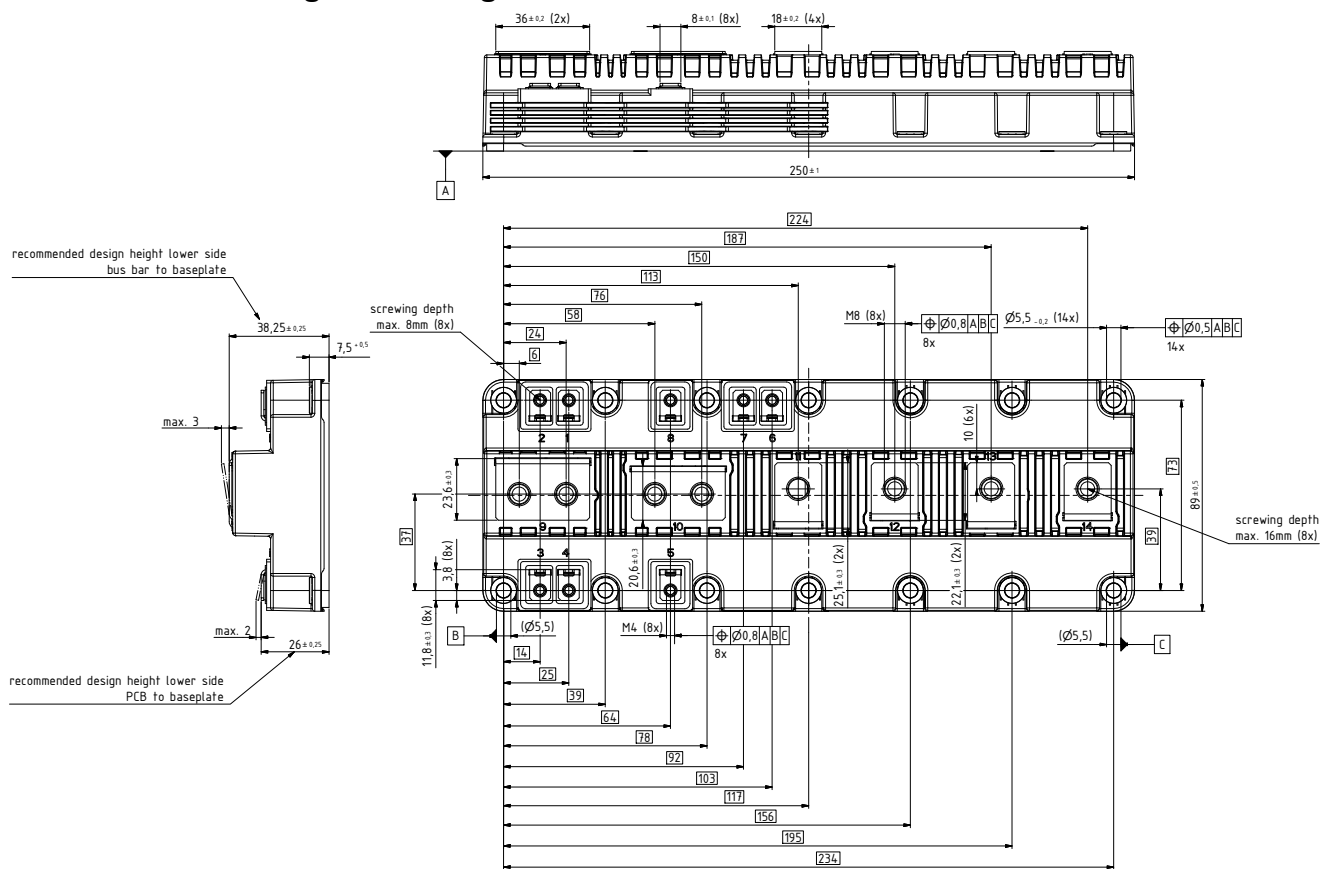 36±0,2 (2x)
8±0,1 (8x)
18±0,2 (4x)
250±1
A
224
187
150
113
76
58
24
6
recommended design height lower side
bus bar to baseplate
38,25±0,25
7,5 +0,5
screwing depth
max. 8mm (8x)
M8 (8x)
⌖ Ø0,8 A B C
8x
Ø5,5 -0,2 (14x)
⌖ Ø0,5 A B C
14x
max. 3
2 1 8 7 6
10 (6x)
11 13
23,6±0,3
9 10 12 14
73
89±0,5
37
39
screwing depth
max. 16mm (8x)
3 4 5
3,8 (8x)
20,6±0,3
25,1±0,3 (2x)
22,1±0,3 (2x)
11,8±0,3 (8x)
max. 2
26±0,25
B
(Ø5,5)
M4 (8x)
⌖ Ø0,8 A B C
8x
(Ø5,5)
C
recommended design height lower side
PCB to baseplate
14
25
39
64
78
92
103
117
156
195
234